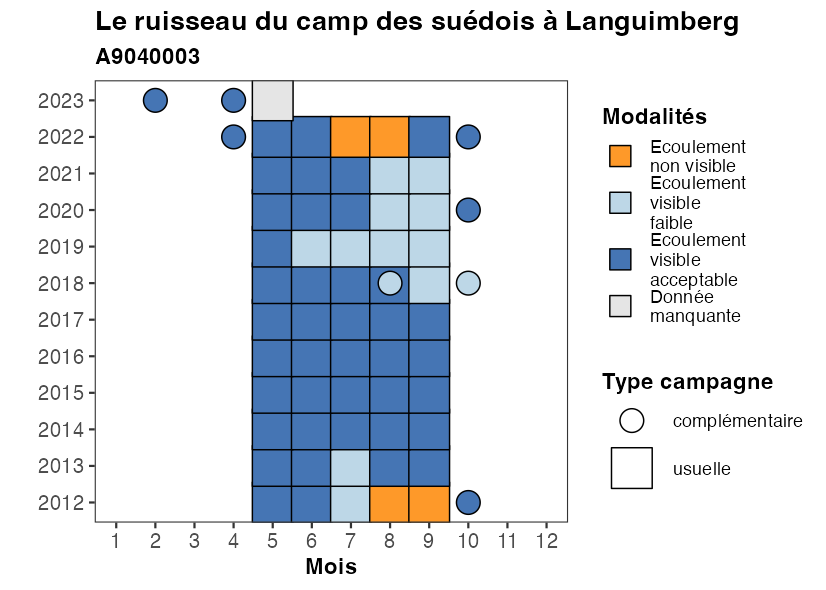 Le ruisseau du camp des suédois à Languimberg
A9040003
2023
2022
2021
2020
2019
2018
2017
2016
2015
2014
2013
2012
1 2 3 4 5 6 7 8 9 10 11 12
Mois
Modalités
Ecoulement
non visible
Ecoulement
visible
faible
Ecoulement
visible
acceptable
Donnée
manquante
Type campagne
complémentaire
usuelle